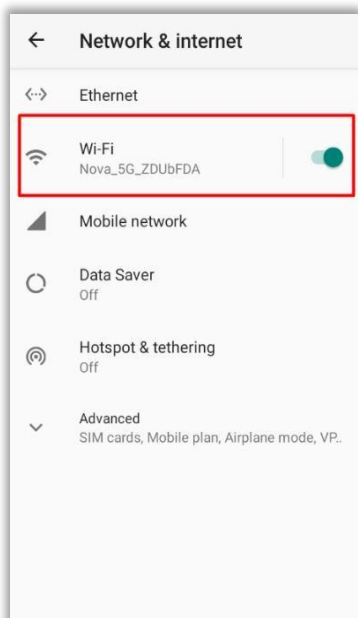 Network & internet
Ethernet
Wi-Fi
Nova_5G_ZDUbFDA
Mobile network
Data Saver
Off
Hotspot & tethering
Off
Advanced
SIM cards, Mobile plan, Airplane mode, VP..